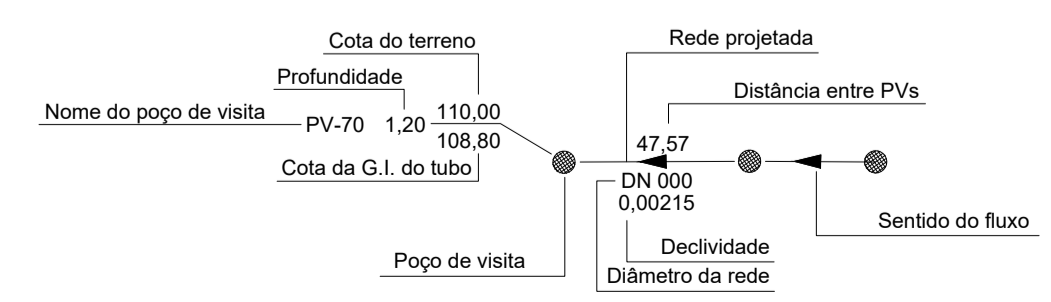 Cota do terreno
Rede projetada
Profundidade
Distância entre PVs
Nome do poço de visita
PV-70 1,20 110,00
108,80
47,57
Cota da G.I. do tubo
DN 000
0,00215
Sentido do fluxo
Declividade
Poço de visita
Diâmetro da rede